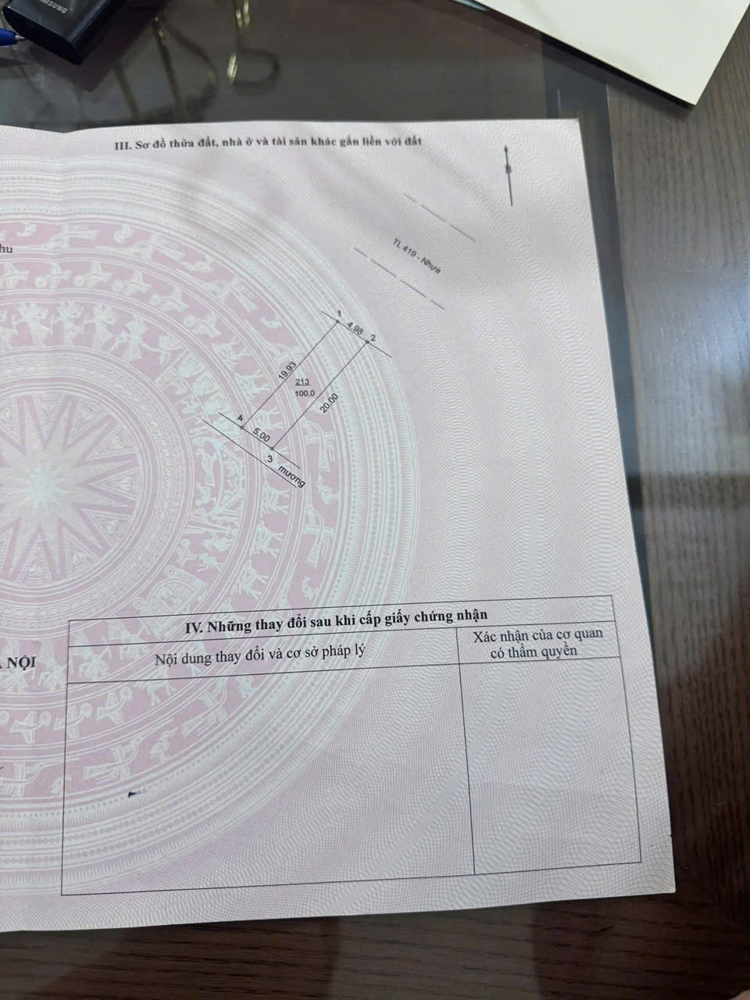 SAMSUNG
III. Sơ đồ thửa đất, nhà ở và tài sản khác gắn liền với đất
B
hu
TL 419 - Nhựa
1
4.98
2
19.93
213
100,0
20.00
4
5.00
3
mương
IV. Những thay đổi sau khi cấp giấy chứng nhận
Nội dung thay đổi và cơ sở pháp lý
Xác nhận của cơ quan
có thẩm quyền
NỘI